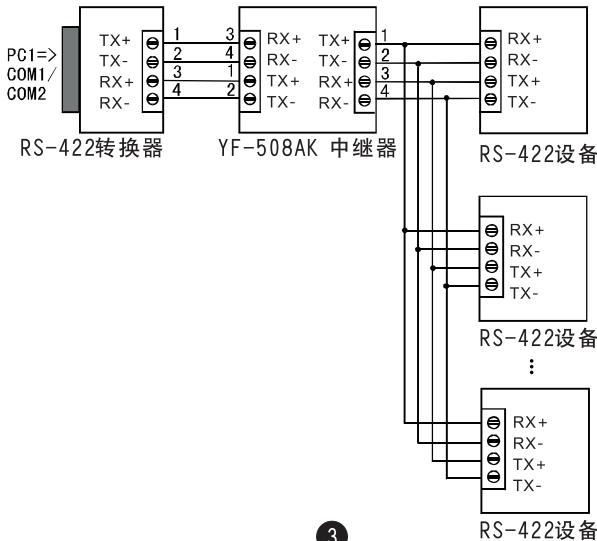 PC1=>
COM1/
COM2
TX+ 1
TX- 2
RX+ 3
RX- 4
RS-422转换器
3 RX+
4 RX-
1 TX+
2 TX-
TX+ 1
TX- 2
RX+ 3
RX- 4
YF-508AK 中继器
RX+
RX-
TX+
TX-
RS-422设备
RX+
RX-
TX+
TX-
RS-422设备
RX+
RX-
TX+
TX-
RS-422设备
3